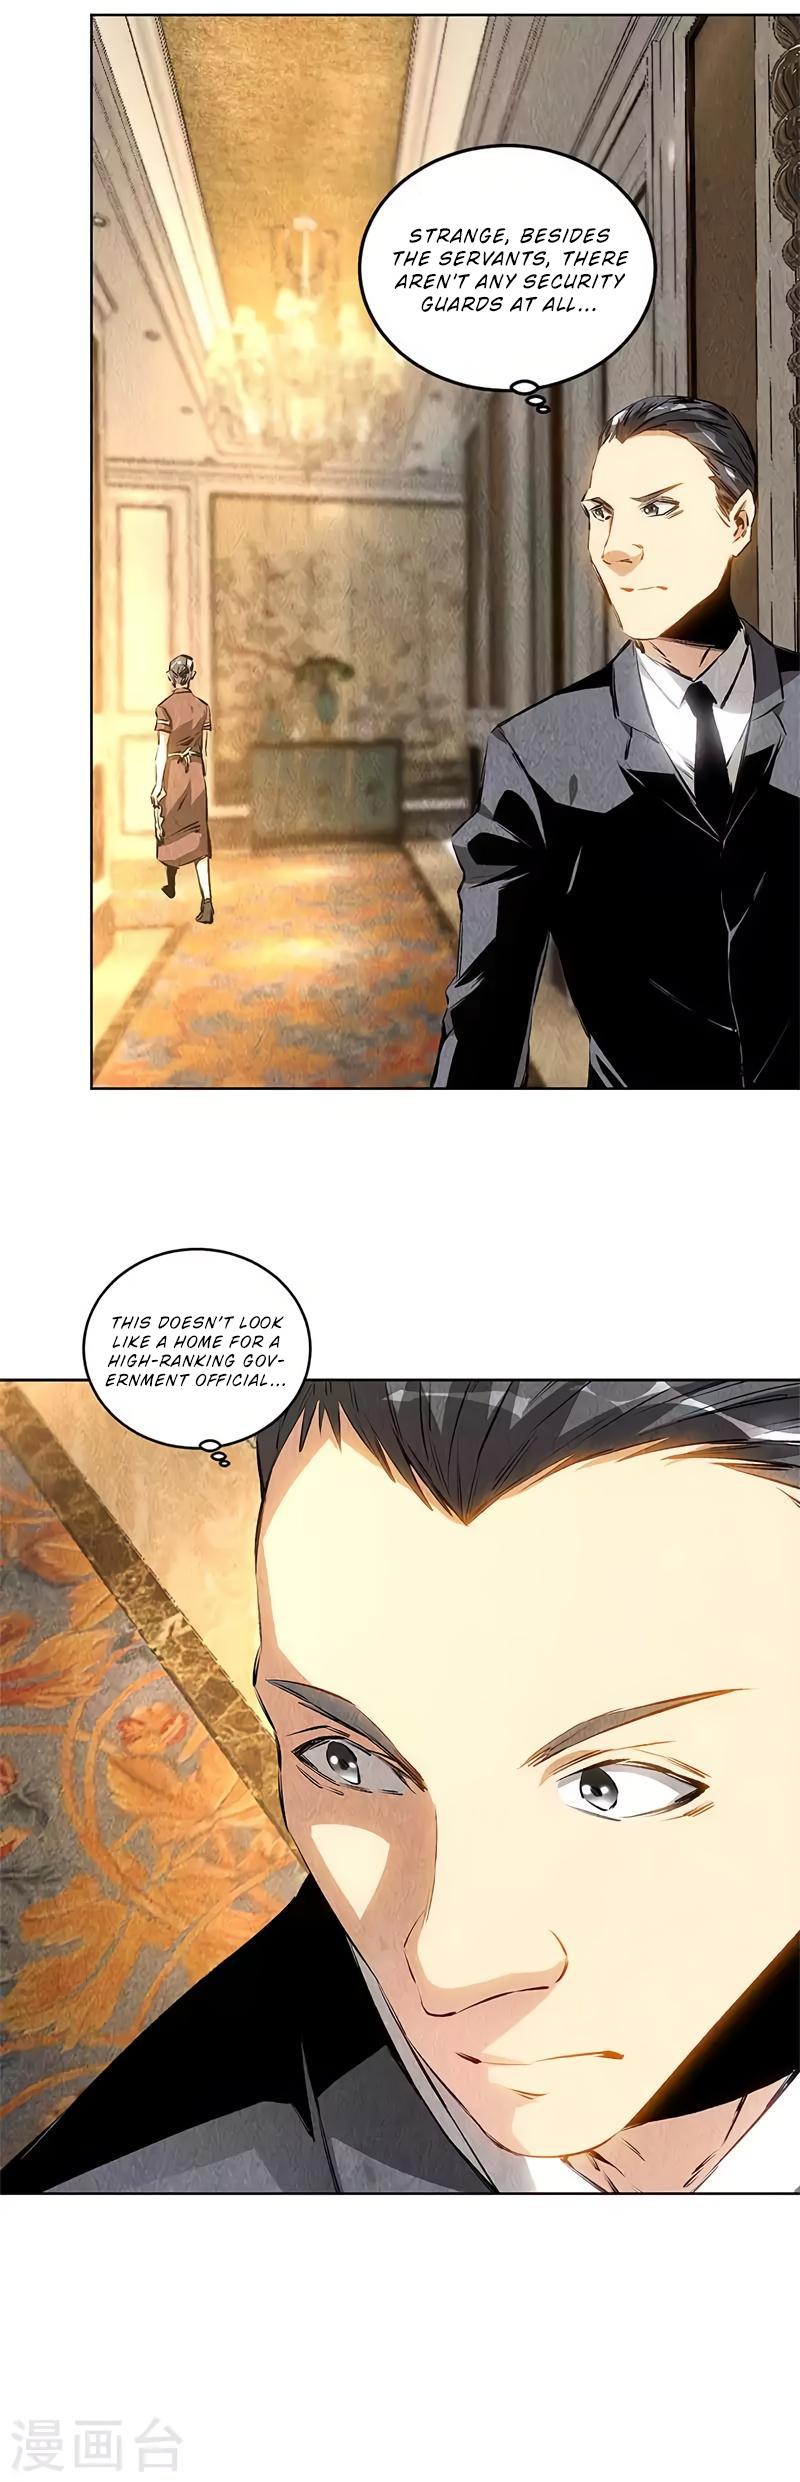 STRANGE, BESIDES
THE SERVANTS, THERE
AREN'T ANY SECURITY
GUARDS AT ALL...
THIS DOESN'T LOOK
LIKE A HOME FOR A
HIGH-RANKING GOV-
ERNMENT OFFICIAL...
漫画台